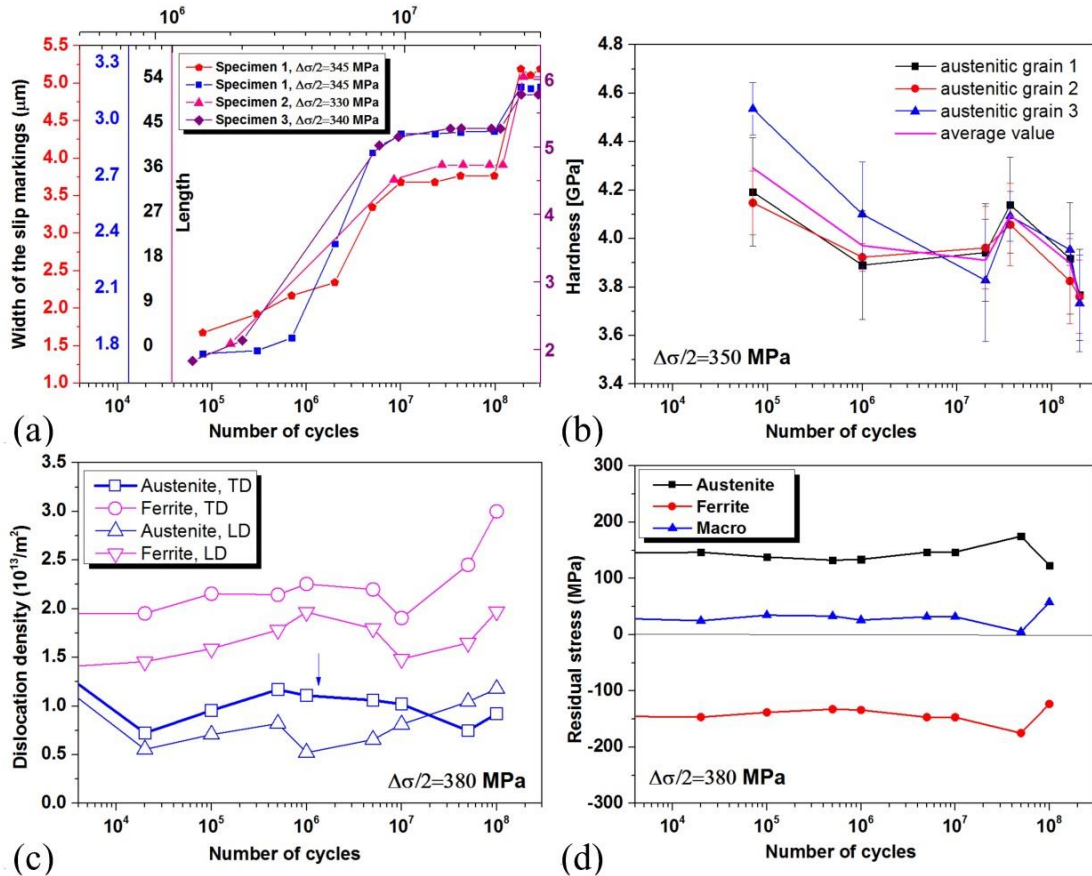 10⁶ 10⁷
5.5
5.0
4.5
4.0
3.5
3.0
2.5
2.0
1.5
1.0
Width of the slip markings (μm)
3.3
3.0
2.7
2.4
2.1
1.8
54
45
36
27
18
9
0
Length
Specimen 1, Δσ/2=345 MPa
Specimen 1, Δσ/2=345 MPa
Specimen 2, Δσ/2=330 MPa
Specimen 3, Δσ/2=340 MPa
6
5
4
3
2
10⁴ 10⁵ 10⁶ 10⁷ 10⁸
Number of cycles
(a)
4.8
4.6
4.4
4.2
4.0
3.8
3.6
3.4
Hardness [GPa]
austenitic grain 1
austenitic grain 2
austenitic grain 3
average value
Δσ/2=350 MPa
10⁴ 10⁵ 10⁶ 10⁷ 10⁸
Number of cycles
(b)
3.5
3.0
2.5
2.0
1.5
1.0
0.5
0.0
Dislocation density (10¹³/m²)
Austenite, TD
Ferrite, TD
Austenite, LD
Ferrite, LD
Δσ/2=380 MPa
10⁴ 10⁵ 10⁶ 10⁷ 10⁸
Number of cycles
(c)
300
200
100
0
-100
-200
-300
Residual stress (MPa)
Austenite
Ferrite
Macro
Δσ/2=380 MPa
10⁴ 10⁵ 10⁶ 10⁷ 10⁸
Number of cycles
(d)